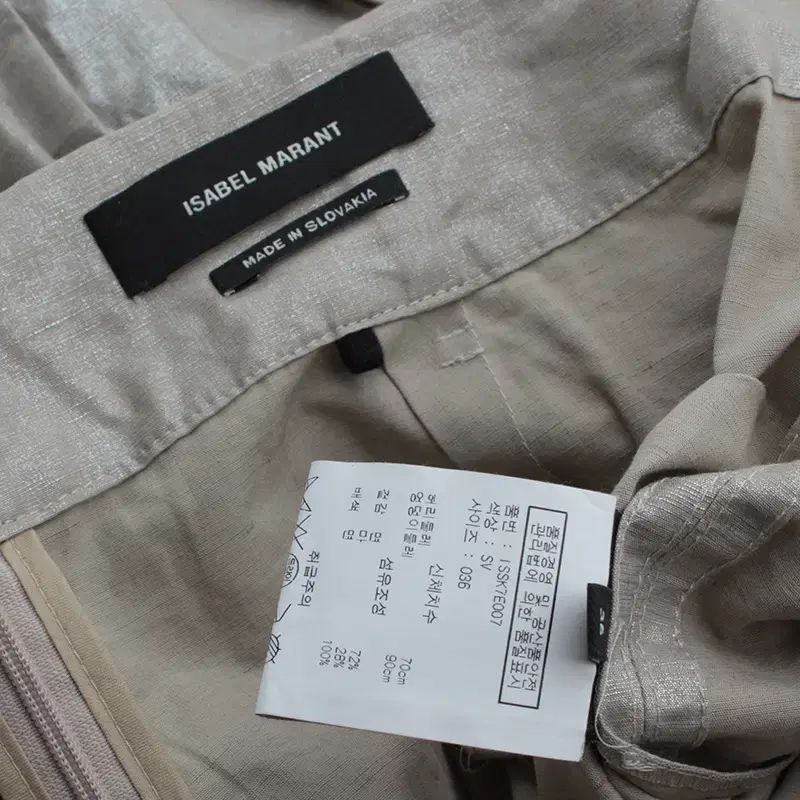 ISABEL MARANT
MADE IN SLOVAKIA
품질경영 및 공산품안전
관리법에 의한 품질표시
품번 : ISSK7E007
색상 : SV
사이즈 : 036
신체치수
허리둘레 70cm
엉덩이둘레 90cm
섬유조성
겉감 면 72%
마 28%
배색 면 100%
취급주의